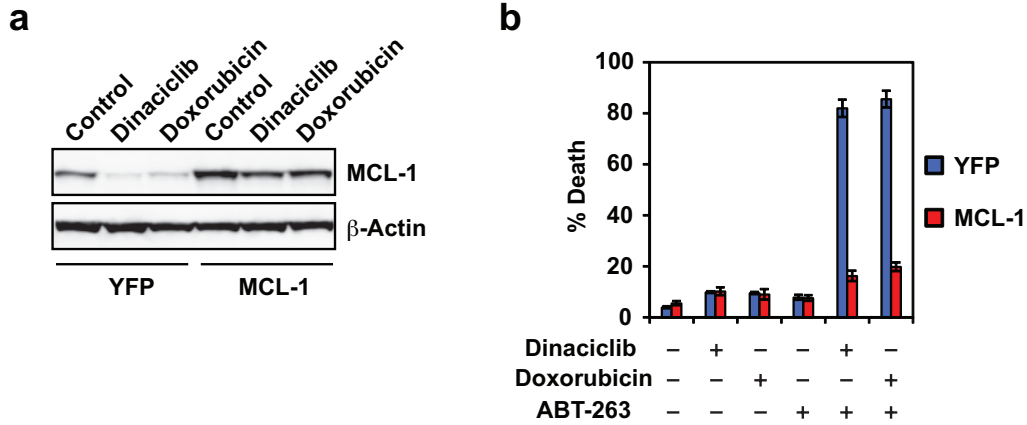 a
Control
Dinaciclib
Doxorubicin
Control
Dinaciclib
Doxorubicin
MCL-1
β-Actin
YFP
MCL-1
b
100
80
60
40
20
0
% Death
YFP
MCL-1
Dinaciclib − + − − + −
Doxorubicin − − + − − +
ABT-263 − − − + + +